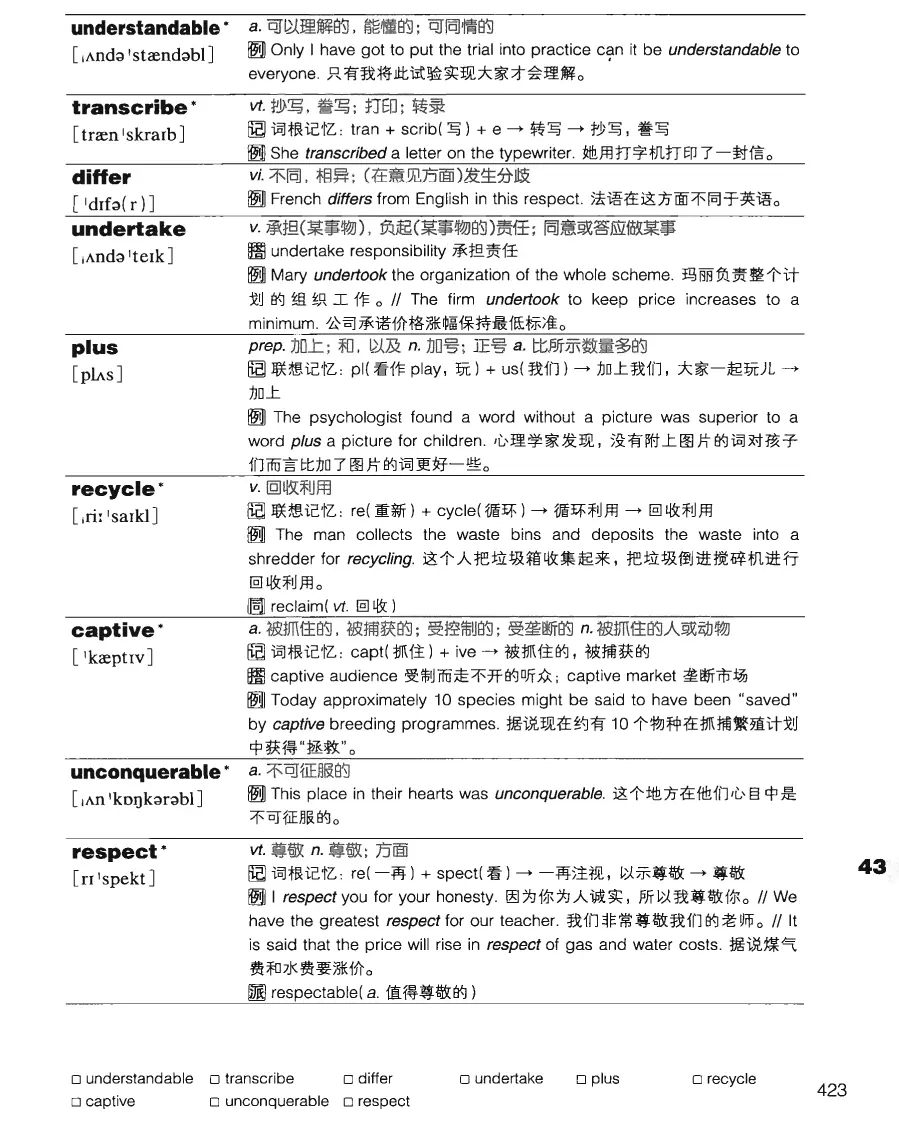 understandable* a. 可以理解的, 能懂的; 可同情的
[ˌʌndəˈstændəbl] 例 Only I have got to put the trial into practice can it be understandable to
everyone. 只有我将此试验实现大家才会理解。
transcribe* vt. 抄写, 誊写; 打印; 转录
[trænˈskraɪb] 记 词根记忆: tran + scrib(写) + e → 转写 → 抄写, 誊写
例 She transcribed a letter on the typewriter. 她用打字机打印了一封信。
differ vi. 不同, 相异; (在意见方面)发生分歧
[ˈdɪfə(r)] 例 French differs from English in this respect. 法语在这方面不同于英语。
undertake v. 承担(某事物), 负起(某事物的)责任; 同意或答应做某事
[ˌʌndəˈteɪk] 搭 undertake responsibility 承担责任
例 Mary undertook the organization of the whole scheme. 玛丽负责整个计
划的组织工作。// The firm undertook to keep price increases to a
minimum. 公司承诺价格涨幅保持最低标准。
plus prep. 加上; 和, 以及 n. 加号; 正号 a. 比所示数量多的
[plʌs] 记 联想记忆: pl(看作 play, 玩) + us(我们) → 加上我们, 大家一起玩儿 →
加上
例 The psychologist found a word without a picture was superior to a
word plus a picture for children. 心理学家发现, 没有附上图片的词对孩子
们而言比加了图片的词更好一些。
recycle* v. 回收利用
[ˌriːˈsaɪkl] 记 联想记忆: re(重新) + cycle(循环) → 循环利用 → 回收利用
例 The man collects the waste bins and deposits the waste into a
shredder for recycling. 这个人把垃圾箱收集起来, 把垃圾倒进搅碎机进行
回收利用。
同 reclaim(vt. 回收)
captive* a. 被抓住的, 被捕获的; 受控制的; 受垄断的 n. 被抓住的人或动物
[ˈkæptɪv] 记 词根记忆: capt(抓住) + ive → 被抓住的, 被捕获的
搭 captive audience 受制而走不开的听众; captive market 垄断市场
例 Today approximately 10 species might be said to have been “saved”
by captive breeding programmes. 据说现在约有 10 个物种在抓捕繁殖计划
中获得“拯救”。
unconquerable* a. 不可征服的
[ˌʌnˈkɒŋkərəbl] 例 This place in their hearts was unconquerable. 这个地方在他们心目中是
不可征服的。
respect* vt. 尊敬 n. 尊敬; 方面
[rɪˈspekt] 记 词根记忆: re(一再) + spect(看) → 一再注视, 以示尊敬 → 尊敬
例 I respect you for your honesty. 因为你为人诚实, 所以我尊敬你。// We
have the greatest respect for our teacher. 我们非常尊敬我们的老师。// It
is said that the price will rise in respect of gas and water costs. 据说煤气
费和水费要涨价。
派 respectable(a. 值得尊敬的)
43
□ understandable □ transcribe □ differ □ undertake □ plus □ recycle
□ captive □ unconquerable □ respect
423